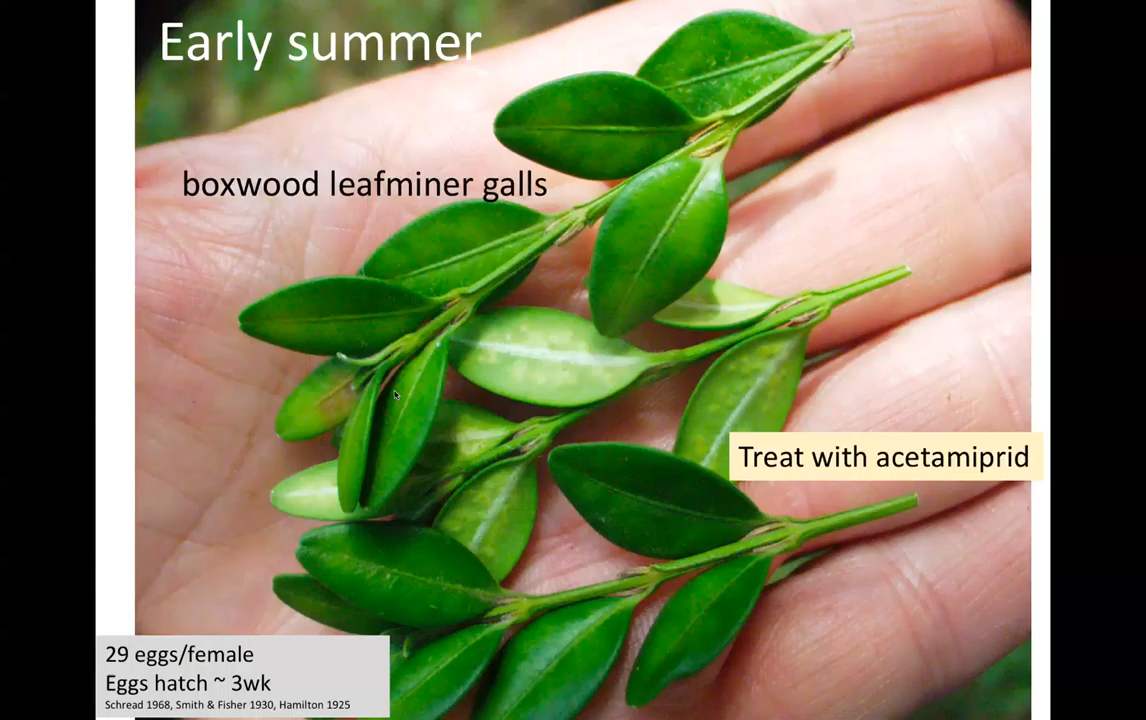 Early summer
boxwood leafminer galls
Treat with acetamiprid
29 eggs/female
Eggs hatch ~ 3wk
Schread 1968, Smith & Fisher 1930, Hamilton 1925